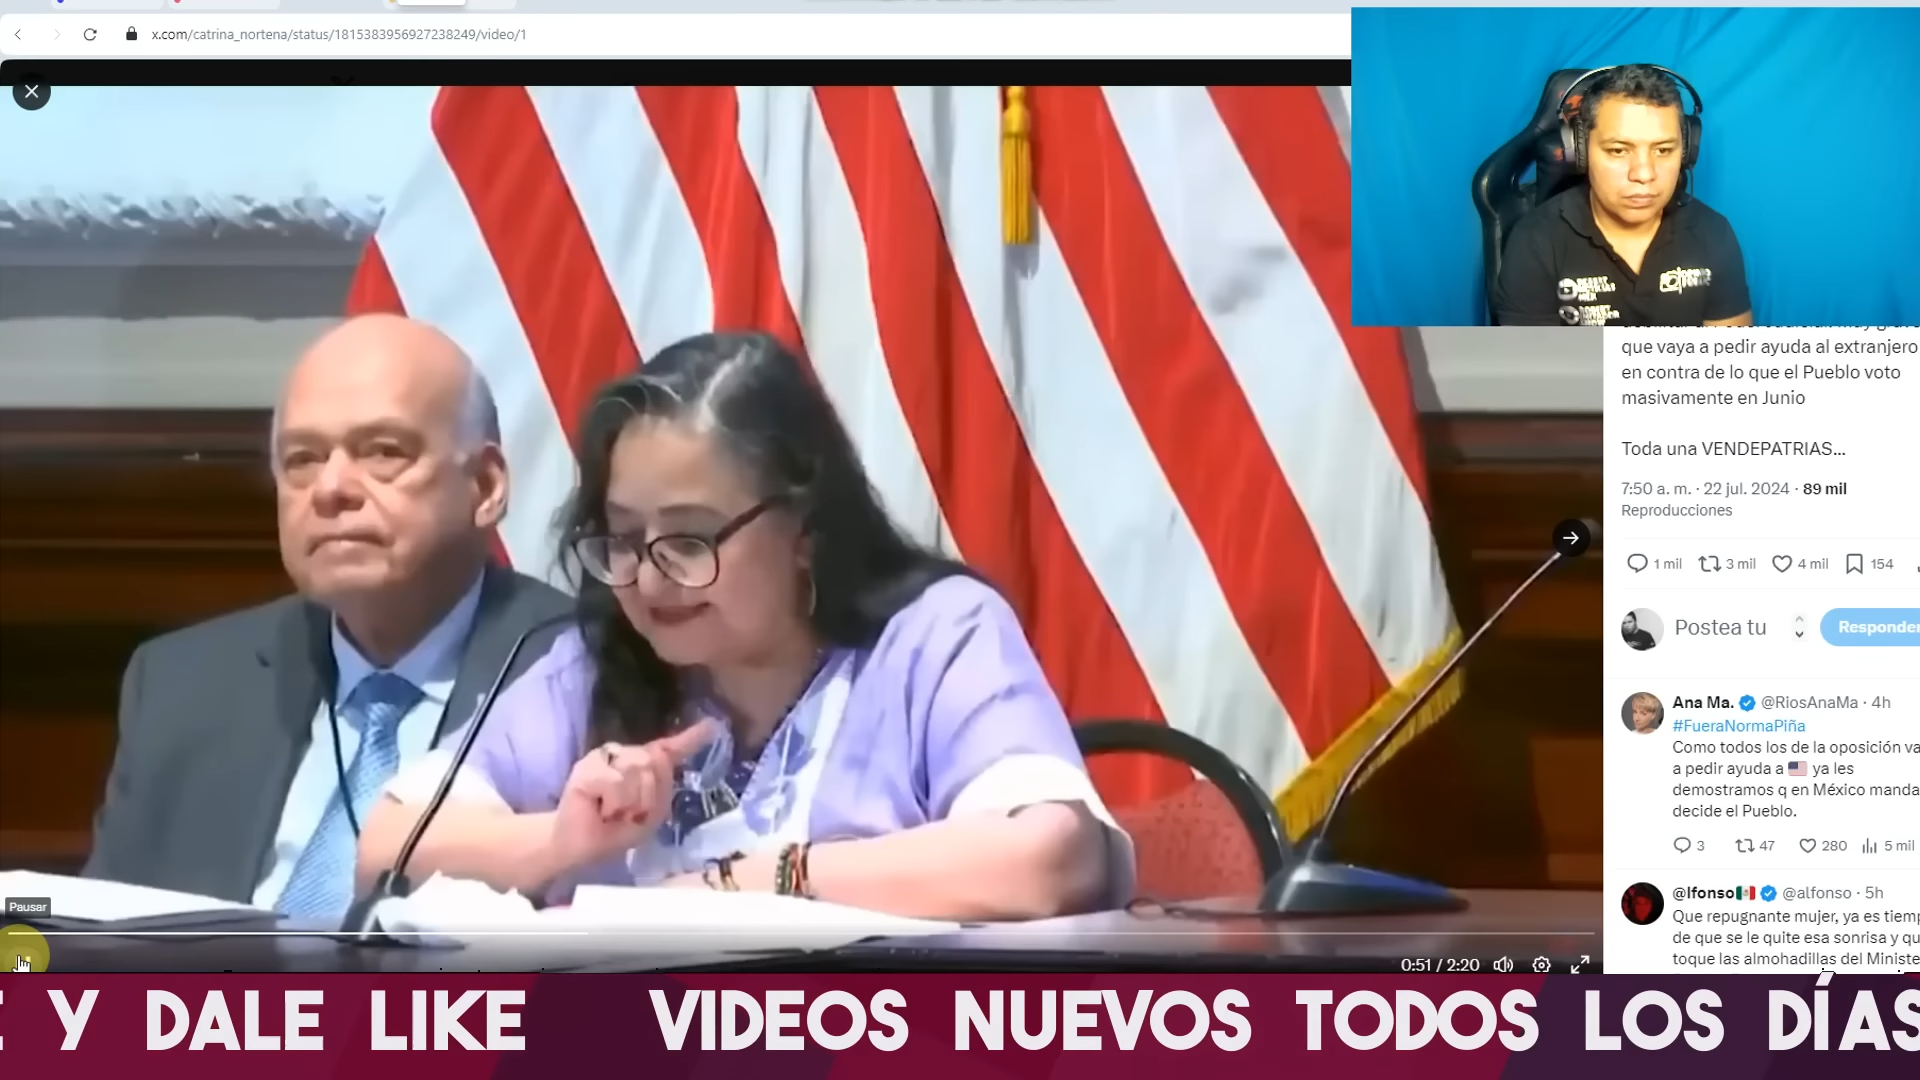 x.com/catrina_nortena/status/1815383956927238249/video/1
que vaya a pedir ayuda al extranjero
en contra de lo que el Pueblo voto
masivamente en Junio
Toda una VENDEPATRIAS...
7:50 a. m. · 22 jul. 2024 · 89 mil
Reproducciones
1 mil 3 mil 4 mil 154
Postea tu
Responder
Ana Ma. @RiosAnaMa · 4h
#FueraNormaPiña
Como todos los de la oposición va
a pedir ayuda a 🇺🇸 ya les
demostramos q en México manda
decide el Pueblo.
3 47 280 5 mil
@lfonso🇲🇽 @alfonso · 5h
Que repugnante mujer, ya es tiemp
de que se le quite esa sonrisa y qu
toque las almohadillas del Ministe
Pausar
0:51 / 2:20
Y DALE LIKE VIDEOS NUEVOS TODOS LOS DÍAS